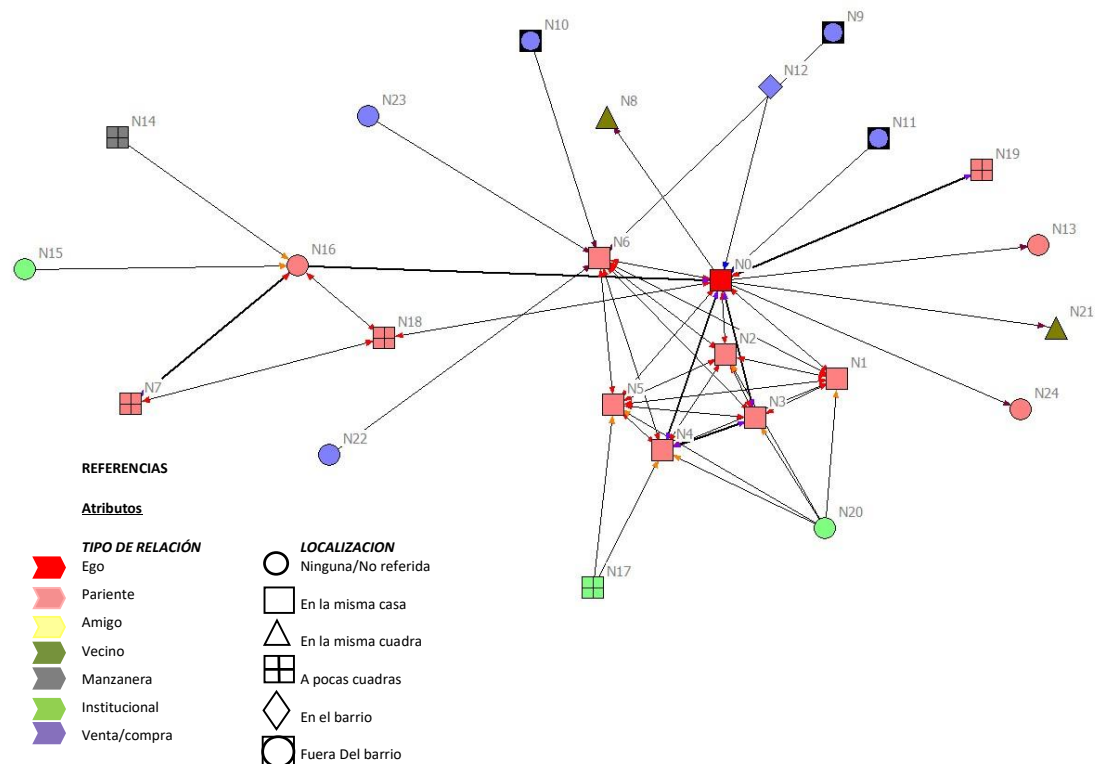 N9
N10
N12
N23
N8
N14
N11
N19
N13
N6
N15
N16
N0
N21
N18
N2
N1
N7
N5
N3
N24
N4
N22
REFERENCIAS
N20
Atributos
TIPO DE RELACIÓN
LOCALIZACION
Ego
Ninguna/No referida
N17
Pariente
En la misma casa
Amigo
En la misma cuadra
Vecino
Manzanera
A pocas cuadras
Institucional
En el barrio
Venta/compra
Fuera Del barrio